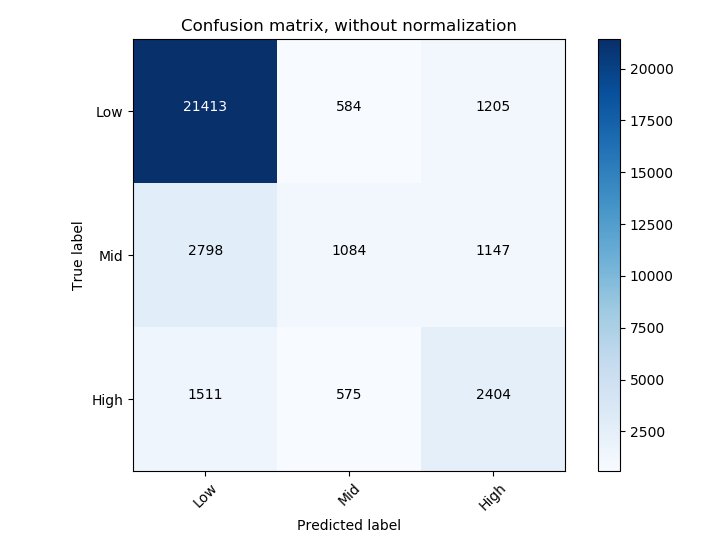 Confusion matrix, without normalization
Low
21413
584
1205
Mid
2798
1084
1147
High
1511
575
2404
Low
Mid
High
True label
Predicted label
20000
17500
15000
12500
10000
7500
5000
2500